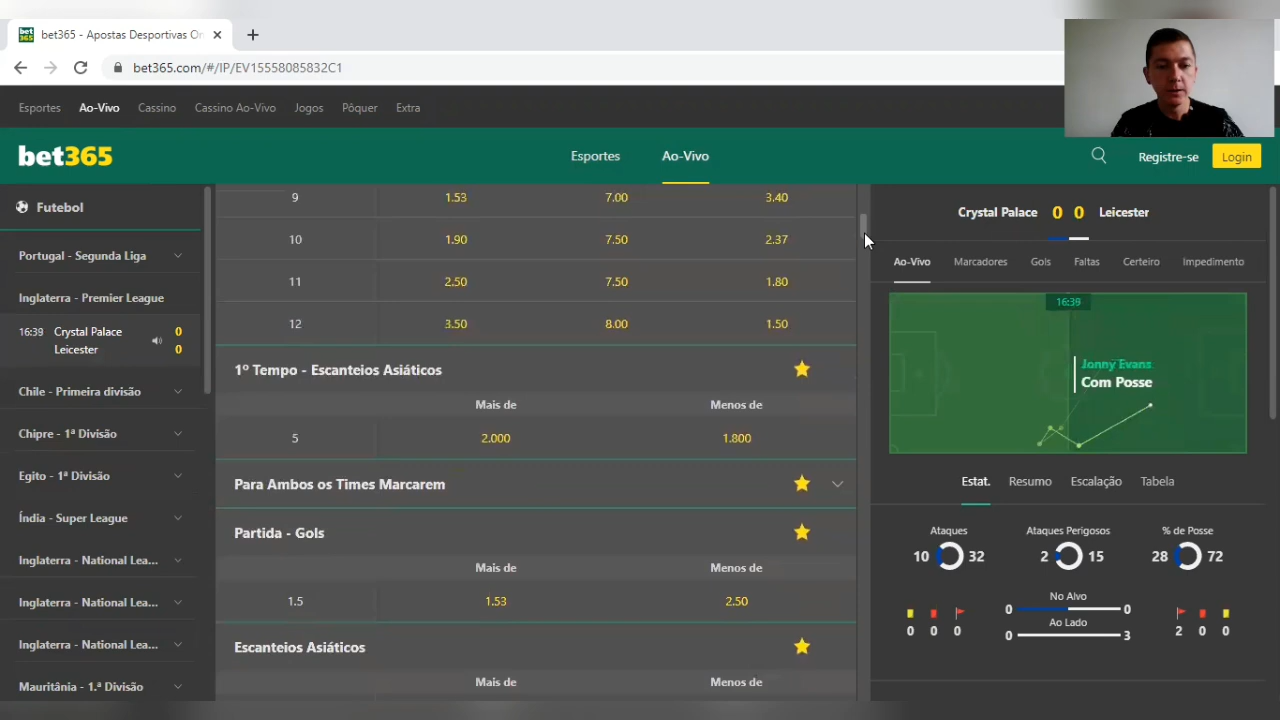 bet365 - Apostas Desportivas On
bet365.com/#/IP/EV15558085832C1
Esportes Ao-Vivo Cassino Cassino Ao-Vivo Jogos Pôquer Extra
bet365 Esportes Ao-Vivo Registre-se Login
Futebol
Portugal - Segunda Liga
Inglaterra - Premier League
16:39 Crystal Palace 0
Leicester 0
Chile - Primeira divisão
Chipre - 1ª Divisão
Egito - 1ª Divisão
Índia - Super League
Inglaterra - National Lea...
Inglaterra - National Lea...
Inglaterra - National Lea...
Mauritânia - 1.ª Divisão
9 1.53 7.00 3.40
10 1.90 7.50 2.37
11 2.50 7.50 1.80
12 3.50 8.00 1.50
1º Tempo - Escanteios Asiáticos
Mais de Menos de
5 2.000 1.800
Para Ambos os Times Marcarem
Partida - Gols
Mais de Menos de
1.5 1.53 2.50
Escanteios Asiáticos
Mais de Menos de
Crystal Palace 0 0 Leicester
Ao-Vivo Marcadores Gols Faltas Certeiro Impedimento
16:39
Jonny Evans
Com Posse
Estat. Resumo Escalação Tabela
Ataques Ataques Perigosos % de Posse
10 32 2 15 28 72
No Alvo
0 0
Ao Lado
0 3
0 0 0 2 0 0